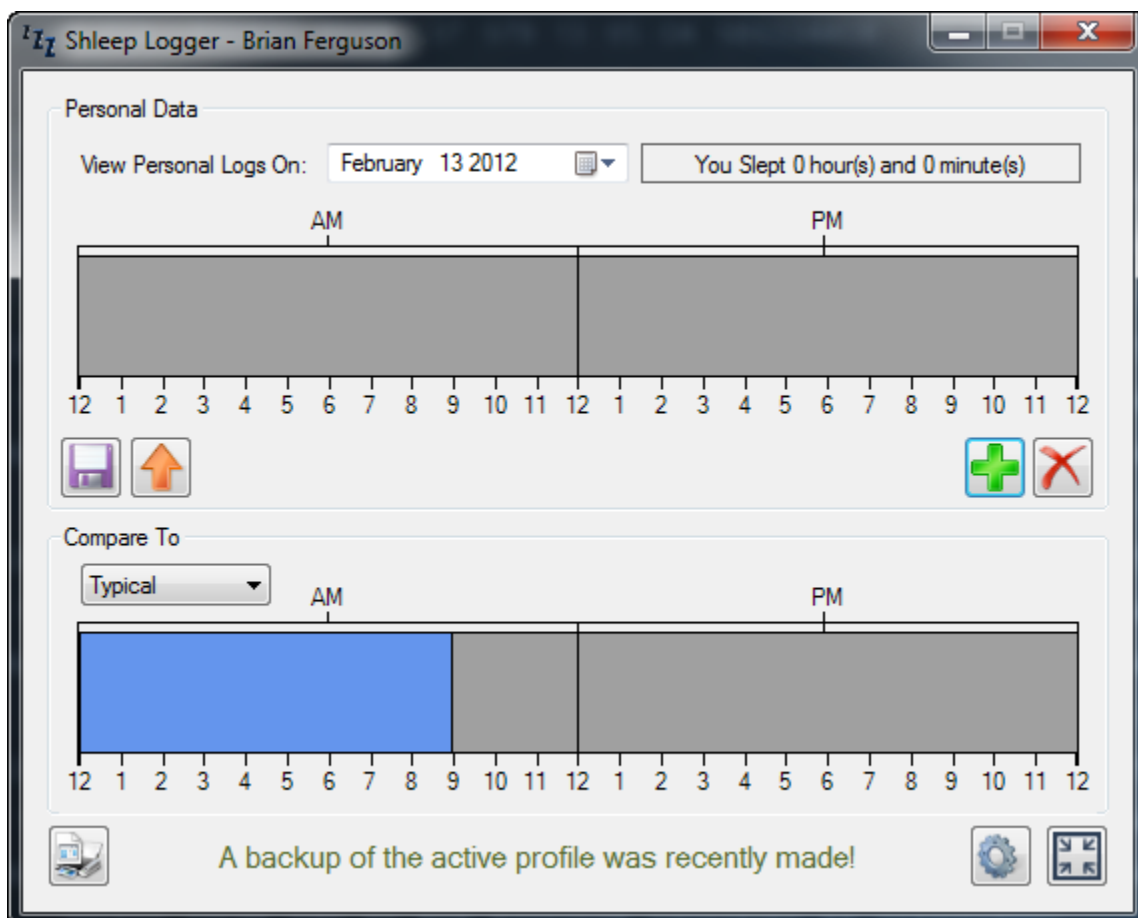 zZz Shleep Logger - Brian Ferguson
Personal Data
View Personal Logs On: February 13 2012 You Slept 0 hour(s) and 0 minute(s)
AM PM
12 1 2 3 4 5 6 7 8 9 10 11 12 1 2 3 4 5 6 7 8 9 10 11 12
Compare To
Typical
AM PM
12 1 2 3 4 5 6 7 8 9 10 11 12 1 2 3 4 5 6 7 8 9 10 11 12
A backup of the active profile was recently made!